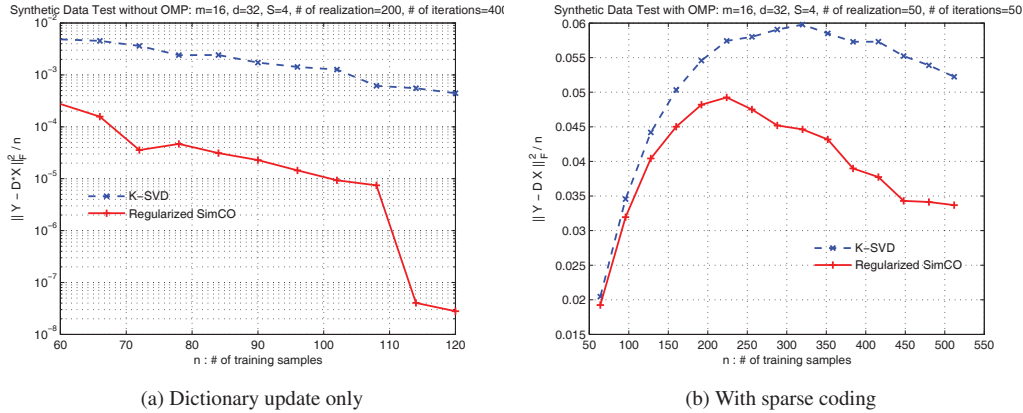 Synthetic Data Test without OMP: m=16, d=32, S=4, # of realization=200, # of iterations=400
10^-2
10^-3
10^-4
10^-5
10^-6
10^-7
10^-8
|| Y − D*X ||_F^2 / n
K−SVD
Regularized SimCO
60 70 80 90 100 110 120
n : # of training samples
(a) Dictionary update only
Synthetic Data Test with OMP: m=16, d=32, S=4, # of realization=50, # of iterations=50
0.06
0.055
0.05
0.045
0.04
0.035
0.03
0.025
0.02
0.015
|| Y − D X ||_F^2 / n
K−SVD
Regularized SimCO
50 100 150 200 250 300 350 400 450 500 550
n : # of training samples
(b) With sparse coding